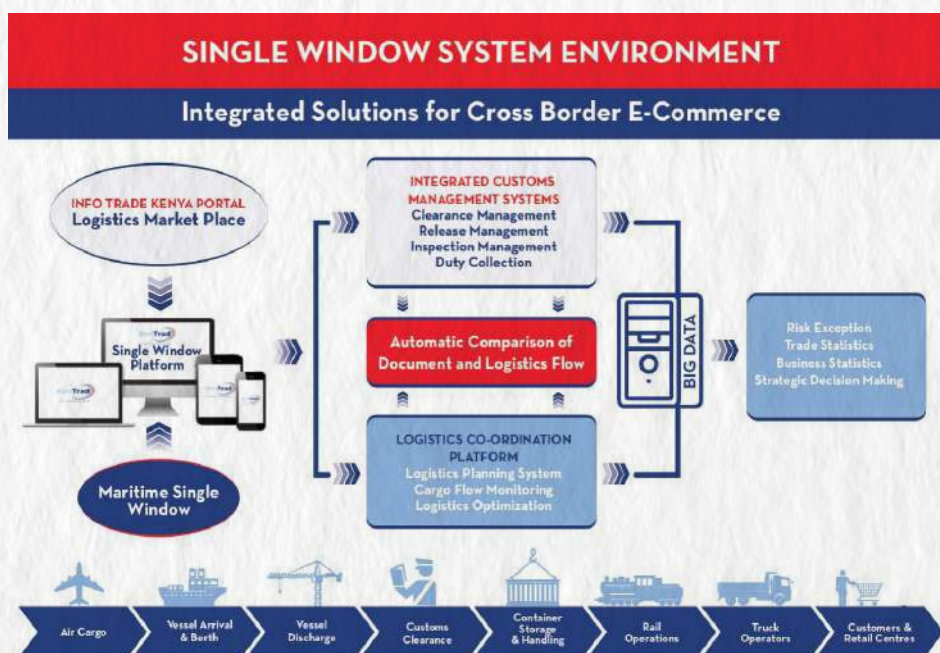 SINGLE WINDOW SYSTEM ENVIRONMENT
Integrated Solutions for Cross Border E-Commerce
INFO TRADE KENYA PORTAL
Logistics Market Place
Single Window
Platform
Maritime Single
Window
INTEGRATED CUSTOMS
MANAGEMENT SYSTEMS
Clearance Management
Release Management
Inspection Management
Duty Collection
Automatic Comparison of
Document and Logistics Flow
LOGISTICS CO-ORDINATION
PLATFORM
Logistics Planning System
Cargo Flow Monitoring
Logistics Optimization
BIG DATA
Risk Exception
Trade Statistics
Business Statistics
Strategic Decision Making
Air Cargo
Vessel Arrival
& Berth
Vessel
Discharge
Customs
Clearance
Container
Storage
& Handling
Rail
Operations
Truck
Operators
Customers &
Retail Centres